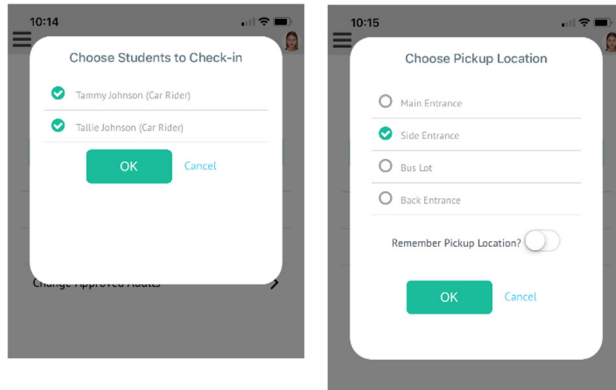 10:14
Choose Students to Check-in
Tammy Johnson (Car Rider)
Tallie Johnson (Car Rider)
OK
Cancel
Change Approved Adults
10:15
Choose Pickup Location
Main Entrance
Side Entrance
Bus Lot
Back Entrance
Remember Pickup Location?
OK
Cancel